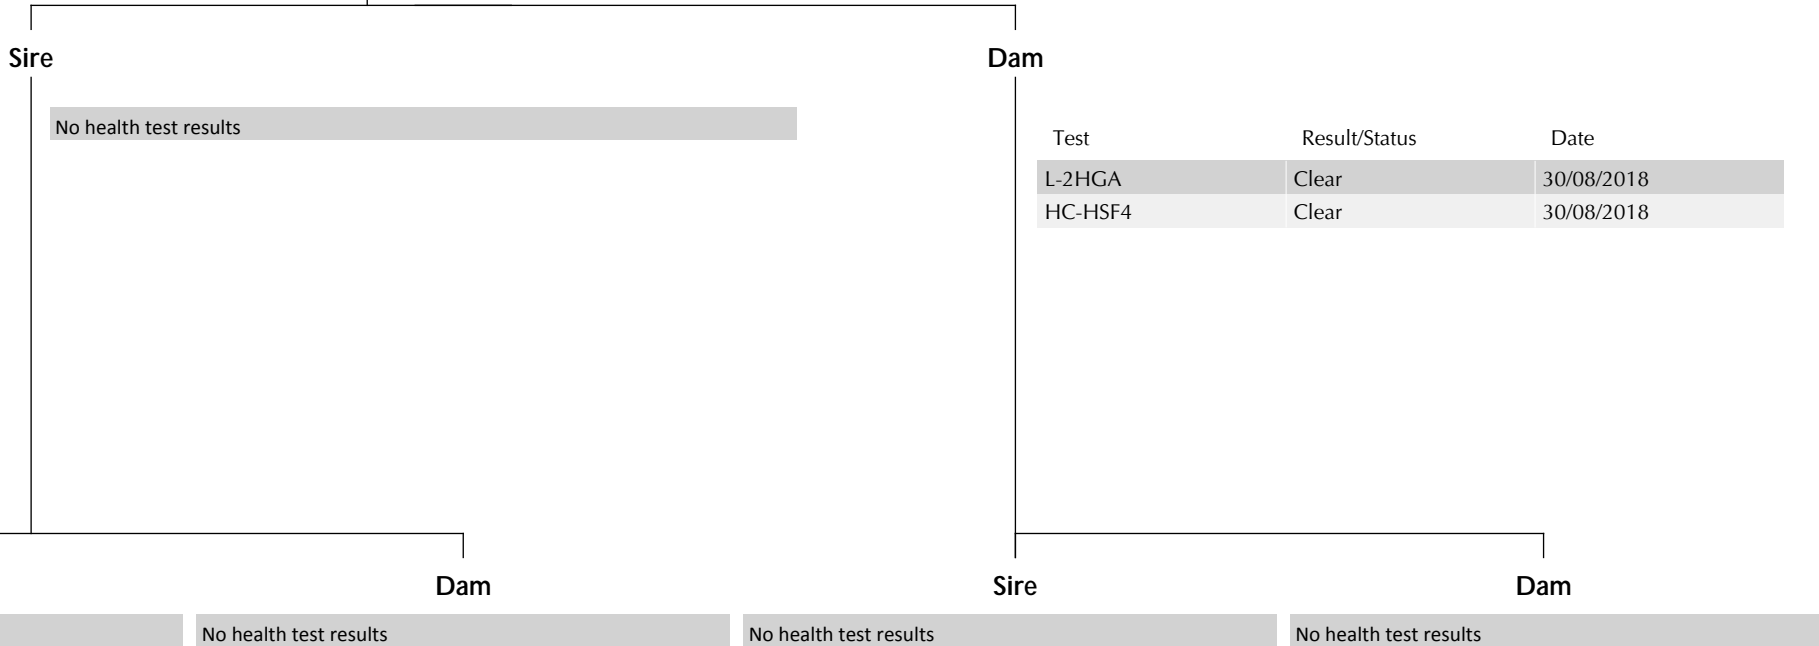 Sire Dam
No health test results
Test Result/Status Date
L-2HGA Clear 30/08/2018
HC-HSF4 Clear 30/08/2018
Dam Sire Dam
No health test results No health test results No health test results